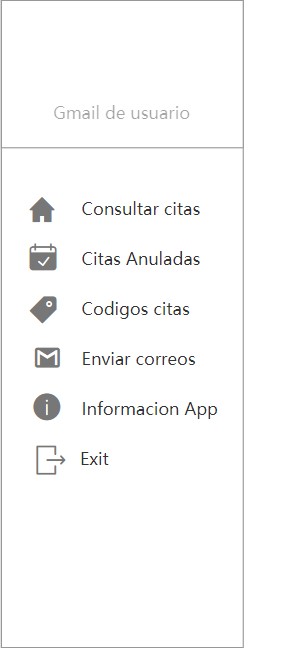 Gmail de usuario
Consultar citas
Citas Anuladas
Codigos citas
Enviar correos
Informacion App
Exit